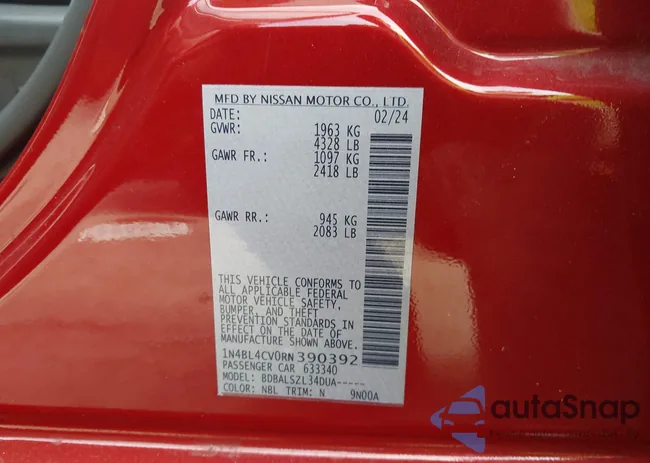 MFD BY NISSAN MOTOR CO., LTD.
DATE: 02/24
GVWR: 1963 KG
4328 LB
GAWR FR.: 1097 KG
2418 LB
GAWR RR.: 945 KG
2083 LB
THIS VEHICLE CONFORMS TO
ALL APPLICABLE FEDERAL
MOTOR VEHICLE SAFETY,
BUMPER, AND THEFT
PREVENTION STANDARDS IN
EFFECT ON THE DATE OF
MANUFACTURE SHOWN ABOVE.
1N4BL4CV0RN390392
PASSENGER CAR 633340
MODEL: BDBALSZL34DUA-----
COLOR: NBL TRIM: N 9N00A
autaSnap